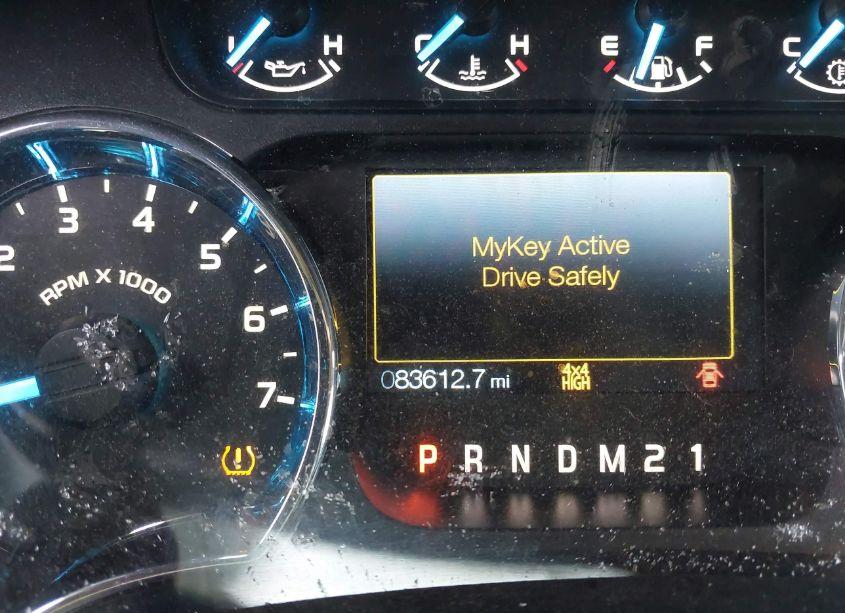 L H C H E F C
2 3 4 5 6 7
RPM X 1000
MyKey Active
Drive Safely
083612.7 mi 4x4 HIGH
P R N D M 2 1